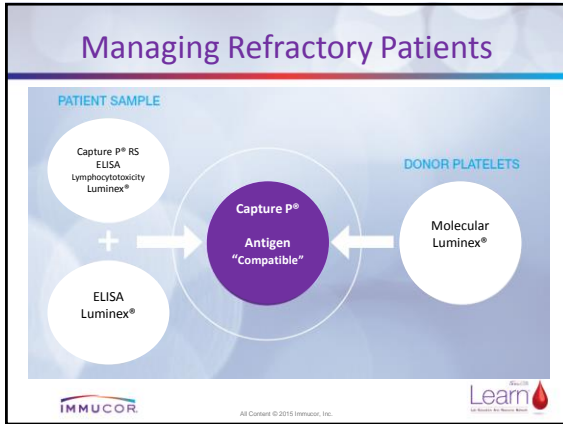 Managing Refractory Patients
PATIENT SAMPLE
Capture P® RS
ELISA
Lymphocytotoxicity
Luminex®
+
ELISA
Luminex®
Capture P®
Antigen
“Compatible”
DONOR PLATELETS
Molecular
Luminex®
IMMUCOR
All Content © 2015 Immucor, Inc.
Learn